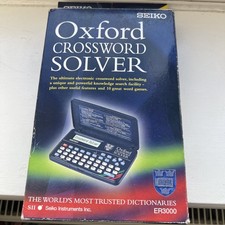 SEIKO
Oxford
CROSSWORD
SOLVER
The ultimate electronic crossword solver, including
a unique and powerful knowledge search facility -
plus other useful features and 10 great word games.
THE WORLD'S MOST TRUSTED DICTIONARIES
SII Seiko Instruments Inc.
ER3000